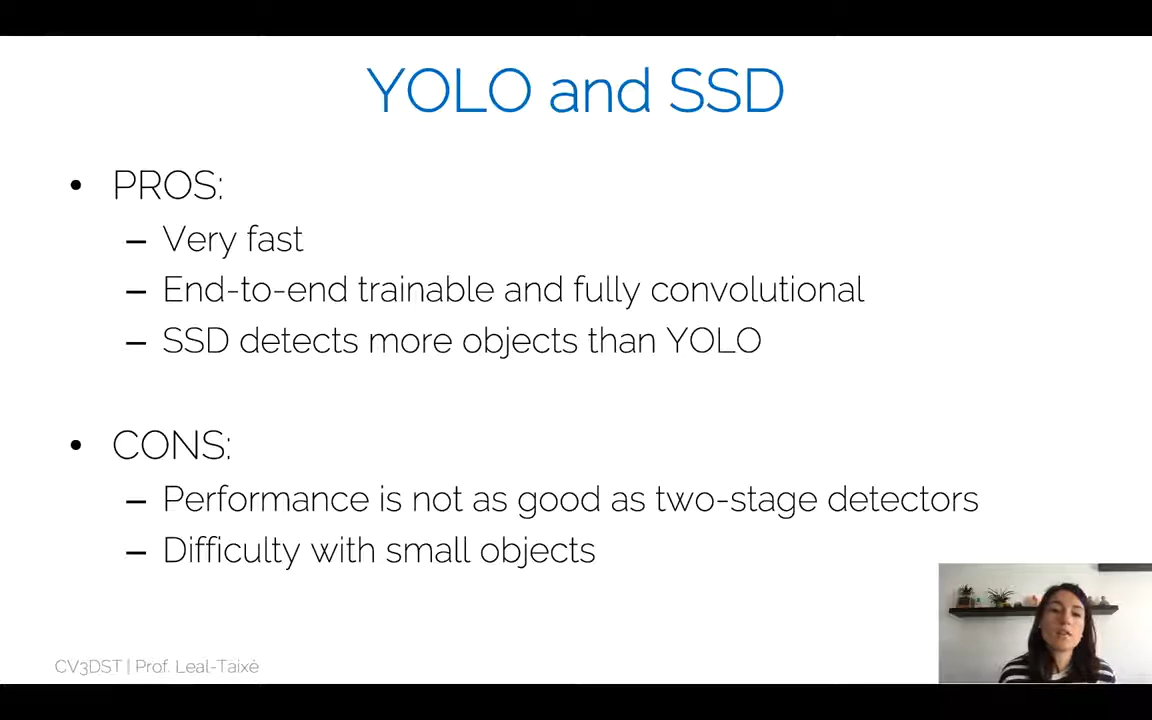 YOLO and SSD
• PROS:
– Very fast
– End-to-end trainable and fully convolutional
– SSD detects more objects than YOLO
• CONS:
– Performance is not as good as two-stage detectors
– Difficulty with small objects
CV3DST | Prof. Leal-Taixé